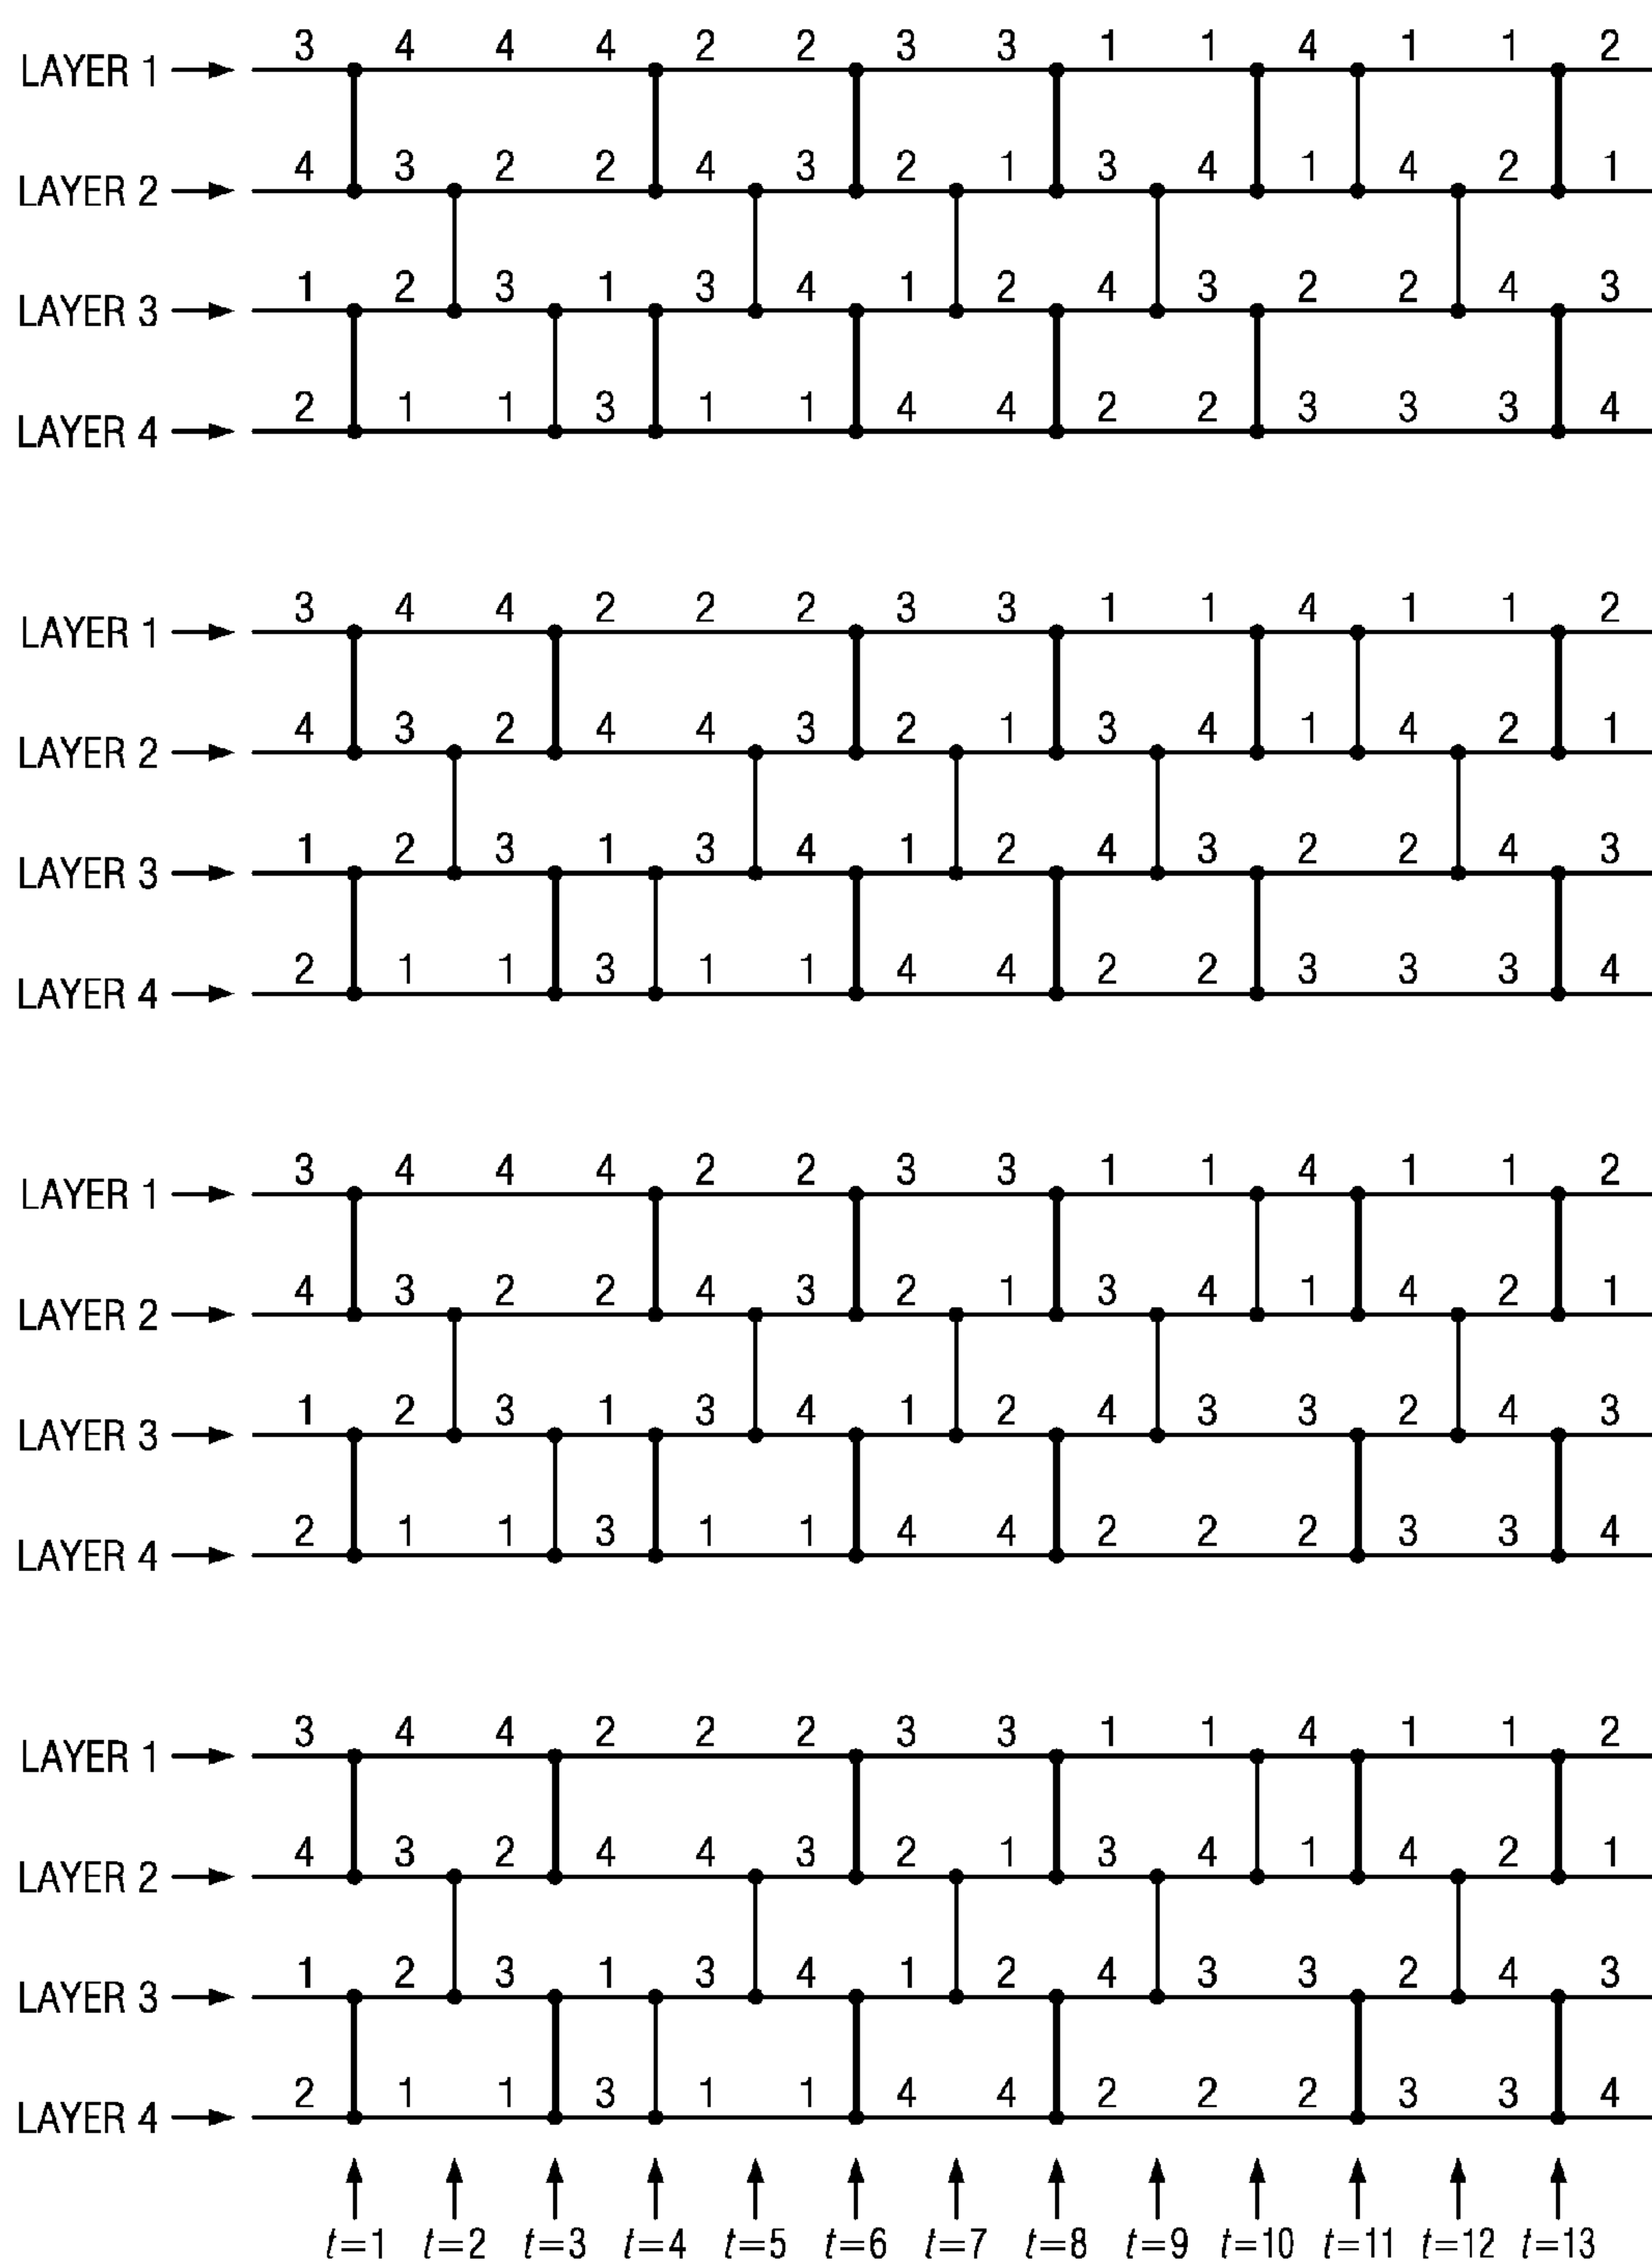 3 4 4 4 2 2 3 3 1 1 4 1 1 2
LAYER 1
4 3 2 2 4 3 2 1 3 4 1 4 2 1
LAYER 2
1 2 3 1 3 4 1 2 4 3 2 2 4 3
LAYER 3
2 1 1 3 1 1 4 4 2 2 3 3 3 4
LAYER 4
3 4 4 2 2 2 3 3 1 1 4 1 1 2
LAYER 1
4 3 2 4 4 3 2 1 3 4 1 4 2 1
LAYER 2
1 2 3 1 3 4 1 2 4 3 2 2 4 3
LAYER 3
2 1 1 3 1 1 4 4 2 2 3 3 3 4
LAYER 4
3 4 4 4 2 2 3 3 1 1 4 1 1 2
LAYER 1
4 3 2 2 4 3 2 1 3 4 1 4 2 1
LAYER 2
1 2 3 1 3 4 1 2 4 3 3 2 4 3
LAYER 3
2 1 1 3 1 1 4 4 2 2 2 3 3 4
LAYER 4
3 4 4 2 2 2 3 3 1 1 4 1 1 2
LAYER 1
4 3 2 4 4 3 2 1 3 4 1 4 2 1
LAYER 2
1 2 3 1 3 4 1 2 4 3 3 2 4 3
LAYER 3
2 1 1 3 1 1 4 4 2 2 2 3 3 4
LAYER 4
t=1 t=2 t=3 t=4 t=5 t=6 t=7 t=8 t=9 t=10 t=11 t=12 t=13